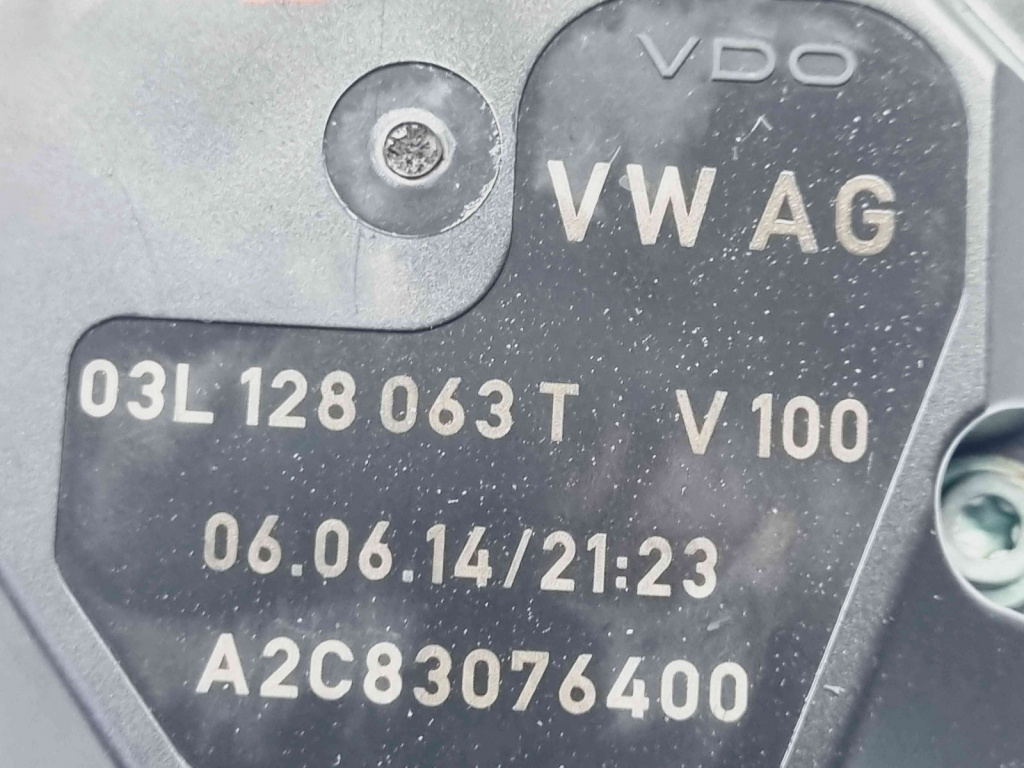 VDO
VW AG
03L 128 063 T V 100
06.06.14/21:23
A2C83076400